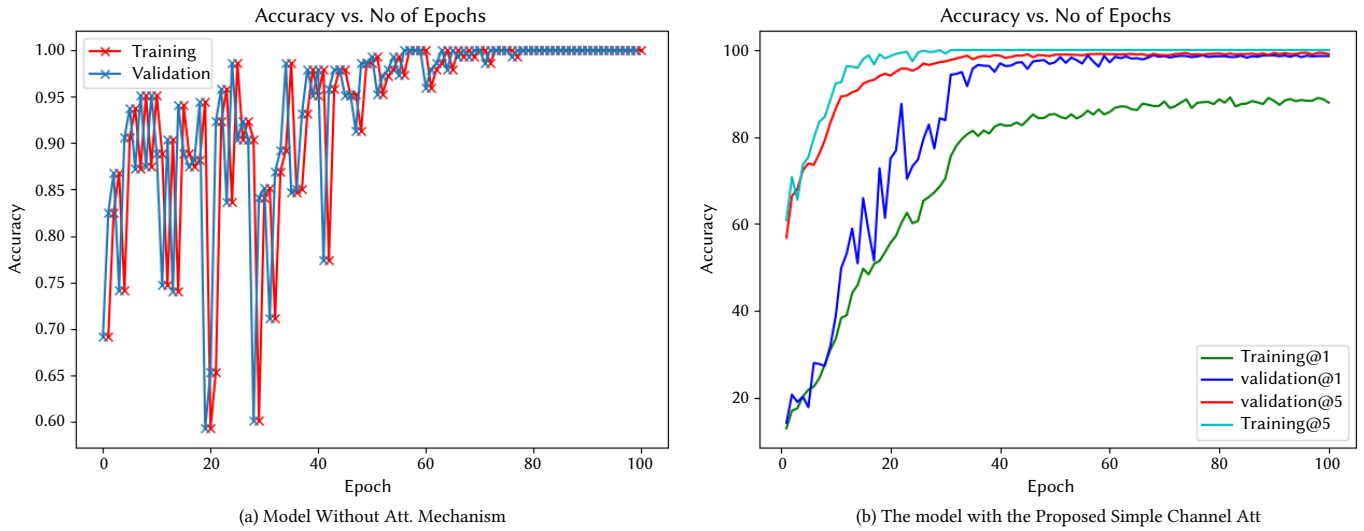 Accuracy vs. No of Epochs
Training
Validation
1.00
0.95
0.90
0.85
0.80
0.75
0.70
0.65
0.60
Accuracy
0
20
40
60
80
100
Epoch
(a) Model Without Att. Mechanism
Accuracy vs. No of Epochs
100
80
60
40
20
Accuracy
Training@1
validation@1
validation@5
Training@5
0
20
40
60
80
100
Epoch
(b) The model with the Proposed Simple Channel Att